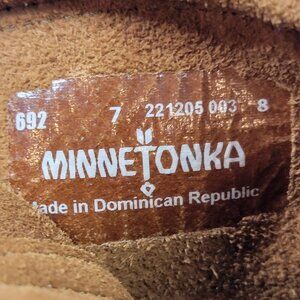 692 7 221205 003 8
MINNETONKA
Made in Dominican Republic